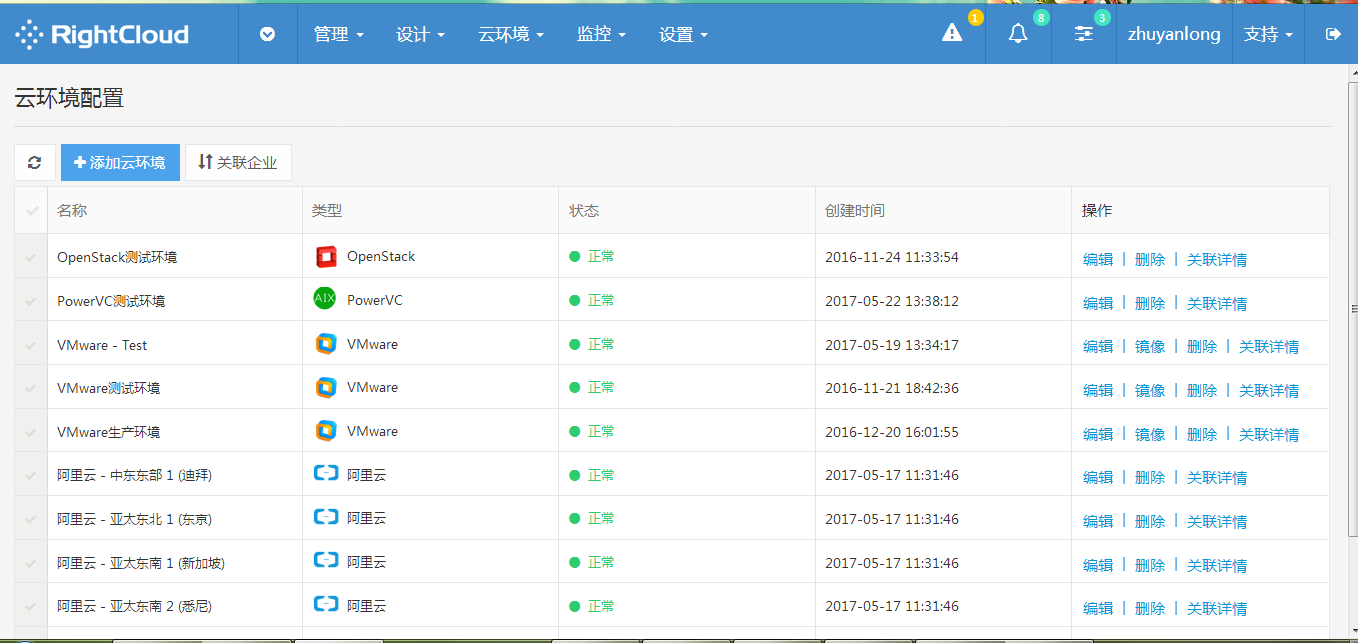 RightCloud 管理 设计 云环境 监控 设置 1 8 3 zhuyanlong 支持
云环境配置
添加云环境 关联企业
名称 类型 状态 创建时间 操作
OpenStack测试环境 OpenStack 正常 2016-11-24 11:33:54 编辑 | 删除 | 关联详情
PowerVC测试环境 AIX PowerVC 正常 2017-05-22 13:38:12 编辑 | 删除 | 关联详情
VMware - Test VMware 正常 2017-05-19 13:34:17 编辑 | 镜像 | 删除 | 关联详情
VMware测试环境 VMware 正常 2016-11-21 18:42:36 编辑 | 镜像 | 删除 | 关联详情
VMware生产环境 VMware 正常 2016-12-20 16:01:55 编辑 | 镜像 | 删除 | 关联详情
阿里云 - 中东东部 1 (迪拜) 阿里云 正常 2017-05-17 11:31:46 编辑 | 删除 | 关联详情
阿里云 - 亚太东北 1 (东京) 阿里云 正常 2017-05-17 11:31:46 编辑 | 删除 | 关联详情
阿里云 - 亚太东南 1 (新加坡) 阿里云 正常 2017-05-17 11:31:46 编辑 | 删除 | 关联详情
阿里云 - 亚太东南 2 (悉尼) 阿里云 正常 2017-05-17 11:31:46 编辑 | 删除 | 关联详情